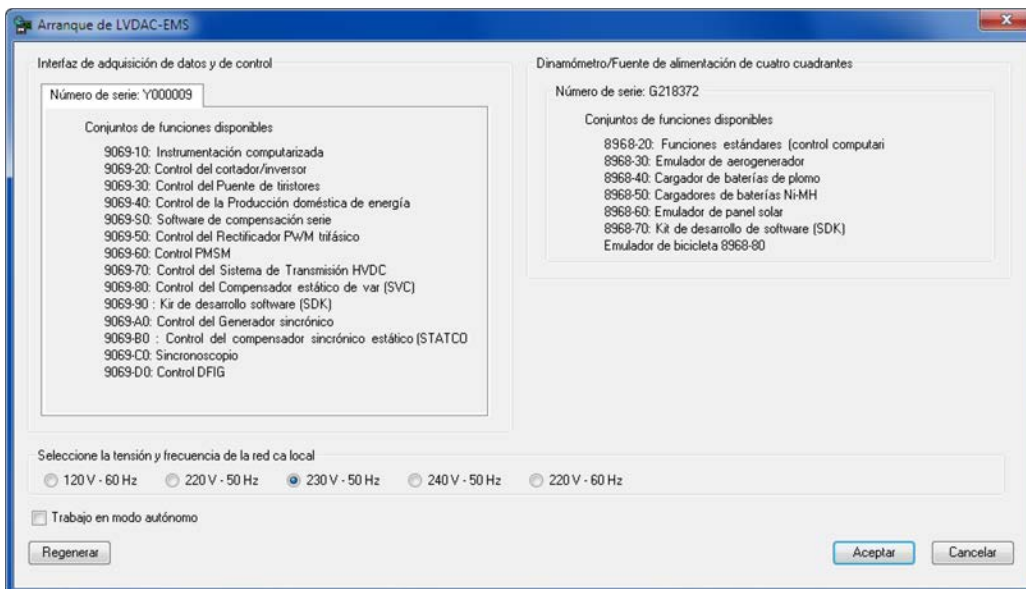 Arranque de LVDAC-EMS
Interfaz de adquisición de datos y de control
Número de serie: Y000009
Conjuntos de funciones disponibles
9069-10: Instrumentación computarizada
9069-20: Control del cortador/inversor
9069-30: Control del Puente de tiristores
9069-40: Control de la Producción doméstica de energía
9069-S0: Software de compensación serie
9069-50: Control del Rectificador PWM trifásico
9069-60: Control PMSM
9069-70: Control del Sistema de Transmisión HVDC
9069-80: Control del Compensador estático de var (SVC)
9069-90 : Kir de desarrollo software (SDK)
9069-A0: Control del Generador sincrónico
9069-B0 : Control del compensador sincrónico estático (STATCO
9069-C0: Sincronoscopio
9069-D0: Control DFIG
Dinamómetro/Fuente de alimentación de cuatro cuadrantes
Número de serie: G218372
Conjuntos de funciones disponibles
8968-20: Funciones estándares (control computari
8968-30: Emulador de aerogenerador
8968-40: Cargador de baterías de plomo
8968-50: Cargadores de baterías Ni-MH
8968-60: Emulador de panel solar
8968-70: Kit de desarrollo de software (SDK)
Emulador de bicicleta 8968-80
Seleccione la tensión y frecuencia de la red ca local
120 V - 60 Hz 220 V - 50 Hz 230 V - 50 Hz 240 V - 50 Hz 220 V - 60 Hz
Trabajo en modo autónomo
Regenerar Aceptar Cancelar